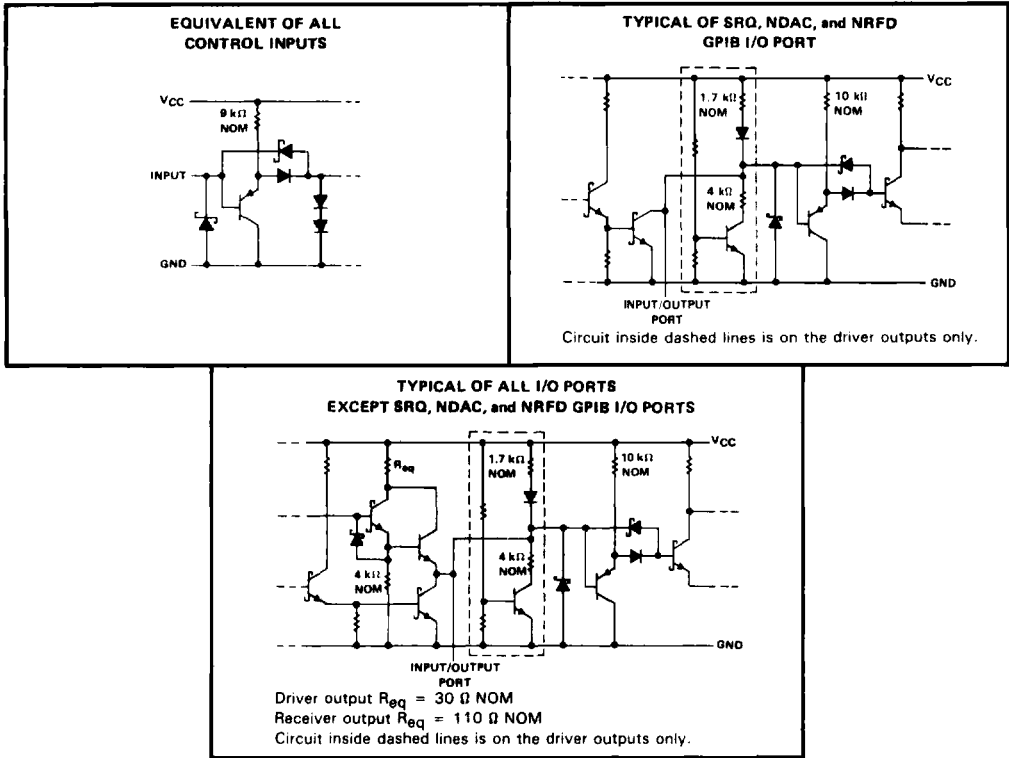 EQUIVALENT OF ALL
CONTROL INPUTS
VCC
9 kΩ
NOM
INPUT
GND
TYPICAL OF SRQ, NDAC, and NRFD
GPIB I/O PORT
VCC
1.7 kΩ
NOM
10 kΩ
NOM
4 kΩ
NOM
GND
INPUT/OUTPUT
PORT
Circuit inside dashed lines is on the driver outputs only.
TYPICAL OF ALL I/O PORTS
EXCEPT SRQ, NDAC, and NRFD GPIB I/O PORTS
VCC
Req
1.7 kΩ
NOM
10 kΩ
NOM
4 kΩ
NOM
4 kΩ
NOM
GND
INPUT/OUTPUT
PORT
Driver output Req = 30 Ω NOM
Receiver output Req = 110 Ω NOM
Circuit inside dashed lines is on the driver outputs only.